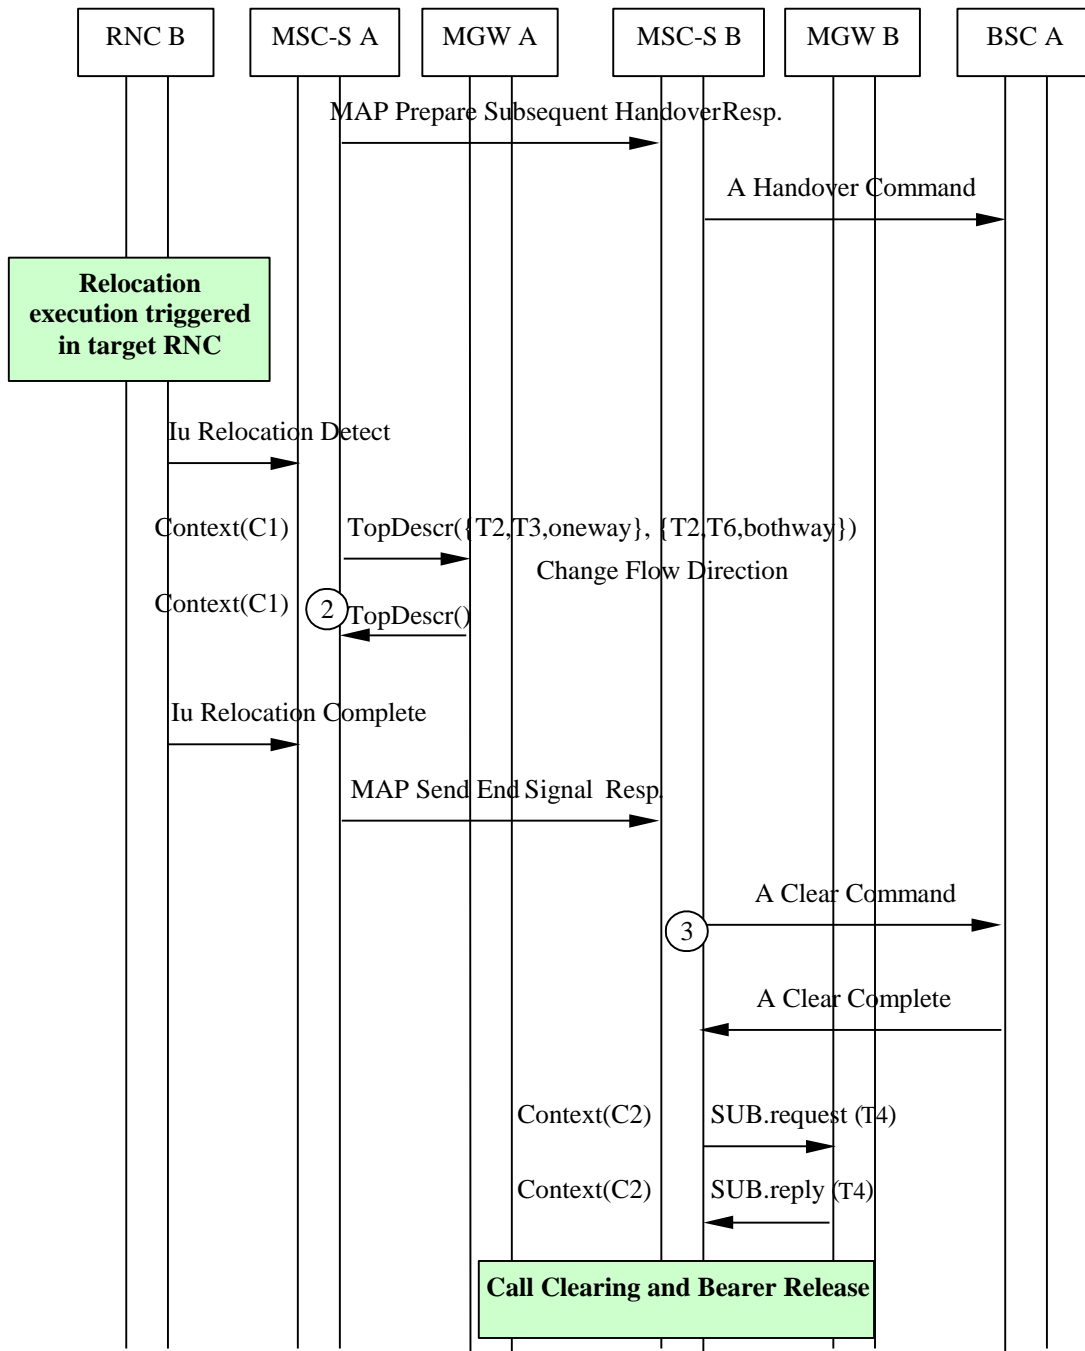 RNC B
MSC-S A
MGW A
MSC-S B
MGW B
BSC A
MAP Prepare Subsequent HandoverResp.
A Handover Command
Relocation
execution triggered
in target RNC
Iu Relocation Detect
Context(C1) TopDescr({T2,T3,oneway}, {T2,T6,bothway})
Change Flow Direction
Context(C1) 2 TopDescr()
Iu Relocation Complete
MAP Send End Signal Resp.
A Clear Command
3
A Clear Complete
Context(C2) SUB.request (T4)
Context(C2) SUB.reply (T4)
Call Clearing and Bearer Release